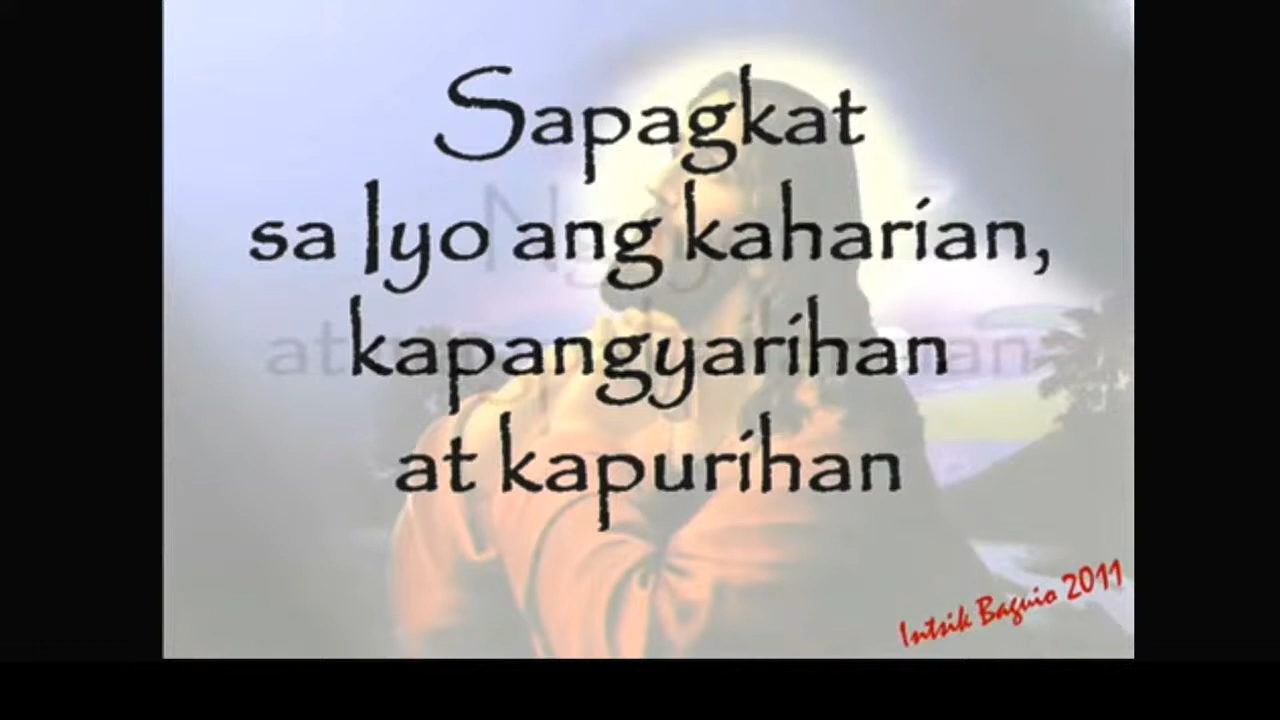 Sapagkat
sa Iyo ang kaharian,
kapangyarihan
at kapurihan
Intsik Baguio 2011